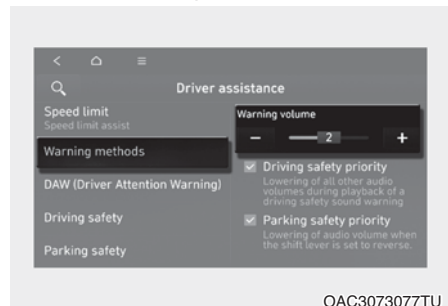 Driver assistance
Speed limit
Speed limit assist
Warning methods
DAW (Driver Attention Warning)
Driving safety
Parking safety
Warning volume
− 2 +
Driving safety priority
Lowering of all other audio
volumes during playback of a
driving safety sound warning
Parking safety priority
Lowering of audio volume when
the shift lever is set to reverse.
OAC3073077TU